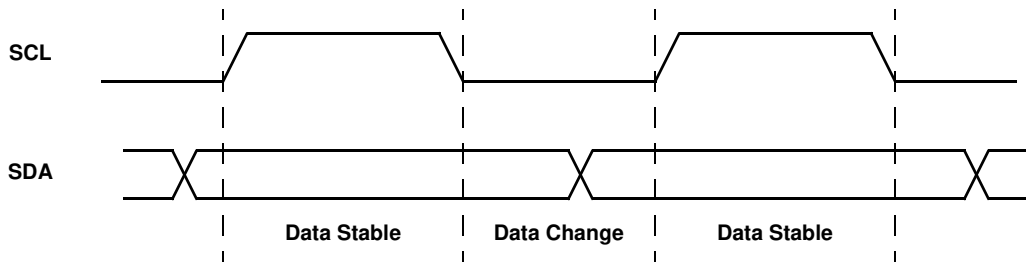 SCL
SDA
Data Stable
Data Change
Data Stable